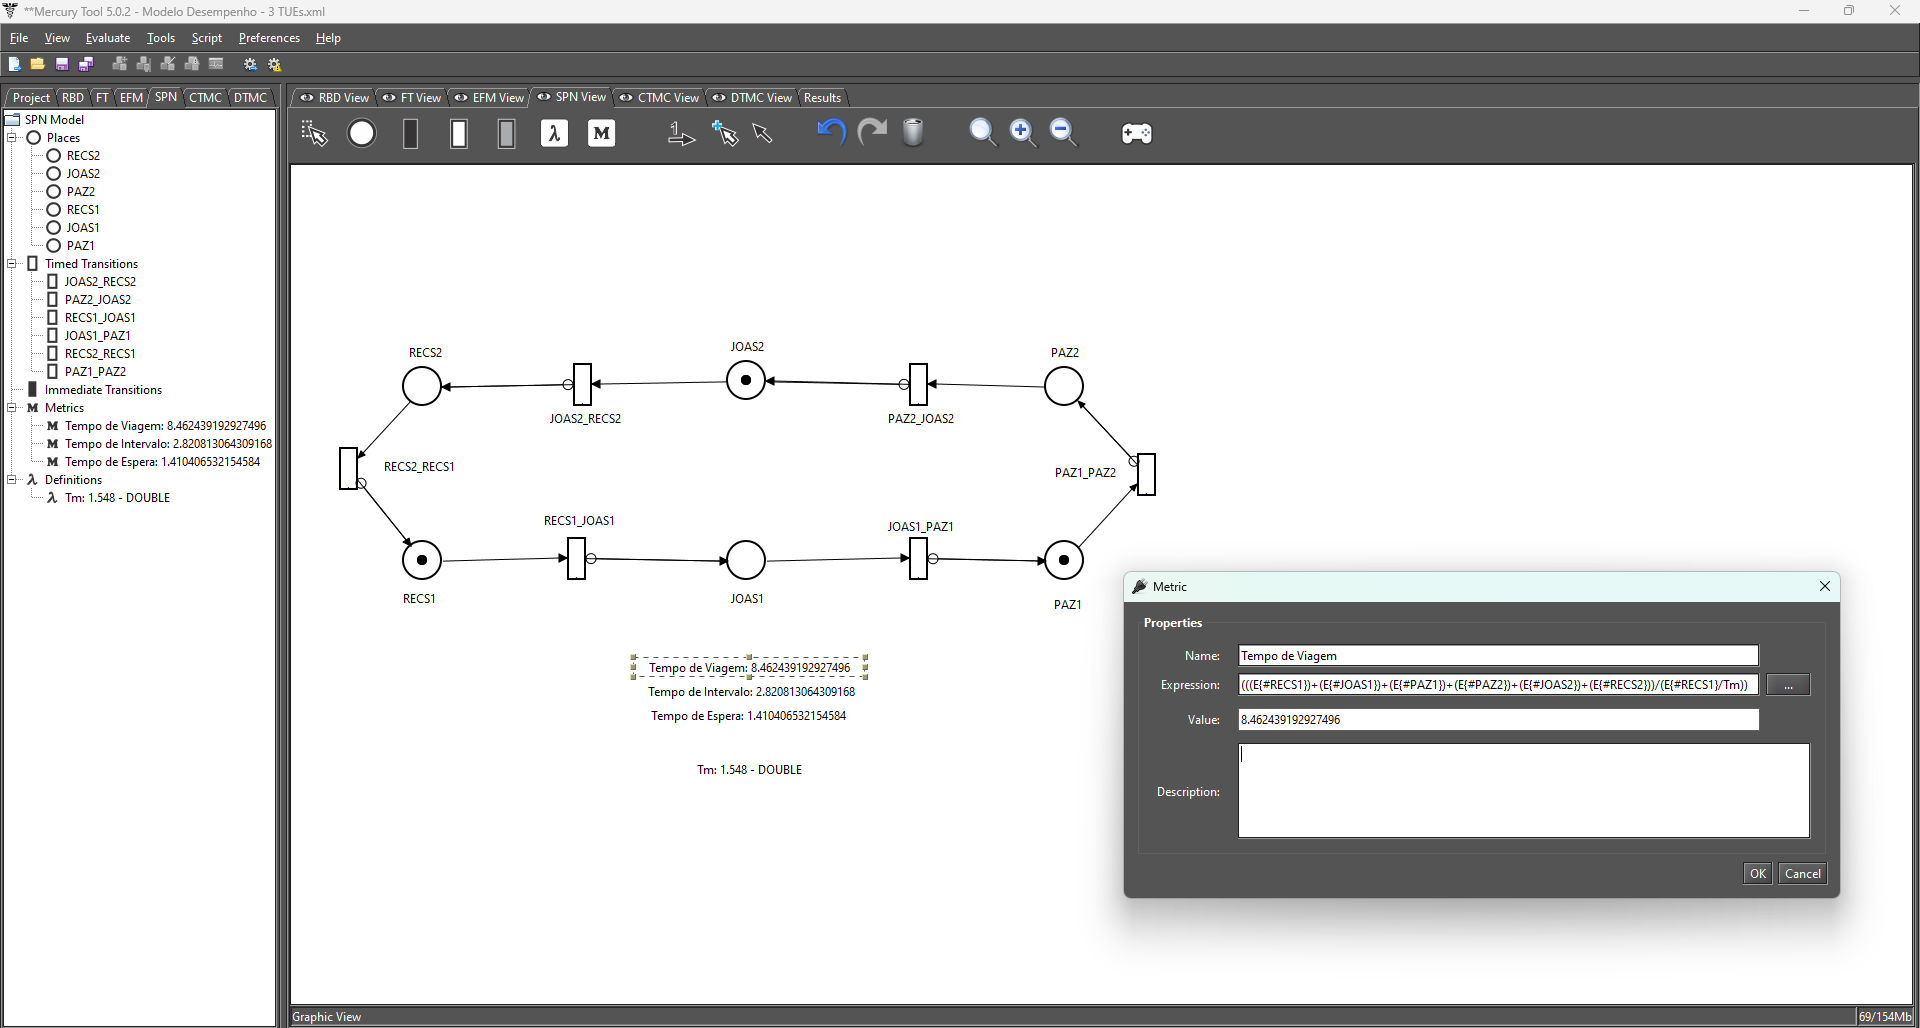 **Mercury Tool 5.0.2 - Modelo Desempenho - 3 TUEs.xml
File View Evaluate Tools Script Preferences Help
Project RBD FT EFM SPN CTMC DTMC
SPN Model
Places
RECS2
JOAS2
PAZ2
RECS1
JOAS1
PAZ1
Timed Transitions
JOAS2_RECS2
PAZ2_JOAS2
RECS1_JOAS1
JOAS1_PAZ1
RECS2_RECS1
PAZ1_PAZ2
Immediate Transitions
M Metrics
M Tempo de Viagem: 8.462439192927496
M Tempo de Intervalo: 2.820813064309168
M Tempo de Espera: 1.410406532154584
λ Definitions
λ Tm: 1.548 - DOUBLE
RBD View FT View EFM View SPN View CTMC View DTMC View Results
λ M 1
RECS2 JOAS2 PAZ2
JOAS2_RECS2 PAZ2_JOAS2
RECS2_RECS1 PAZ1_PAZ2
RECS1_JOAS1 JOAS1_PAZ1
RECS1 JOAS1 PAZ1
Tempo de Viagem: 8.462439192927496
Tempo de Intervalo: 2.820813064309168
Tempo de Espera: 1.410406532154584
Tm: 1.548 - DOUBLE
Metric
Properties
Name: Tempo de Viagem
Expression: (((E{#RECS1})+(E{#JOAS1})+(E{#PAZ1})+(E{#PAZ2})+(E{#JOAS2})+(E{#RECS2}))/(E{#RECS1}/Tm)) ...
Value: 8.462439192927496
Description:
OK Cancel
Graphic View
69/154Mb